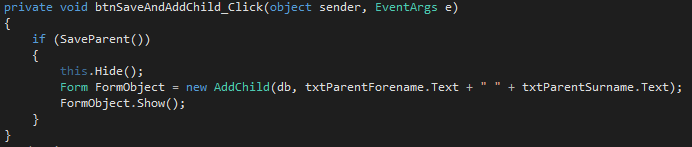 private void btnSaveAndAddChild_Click(object sender, EventArgs e)
{
if (SaveParent())
{
this.Hide();
Form FormObject = new AddChild(db, txtParentForename.Text + " " + txtParentSurname.Text);
FormObject.Show();
}
}